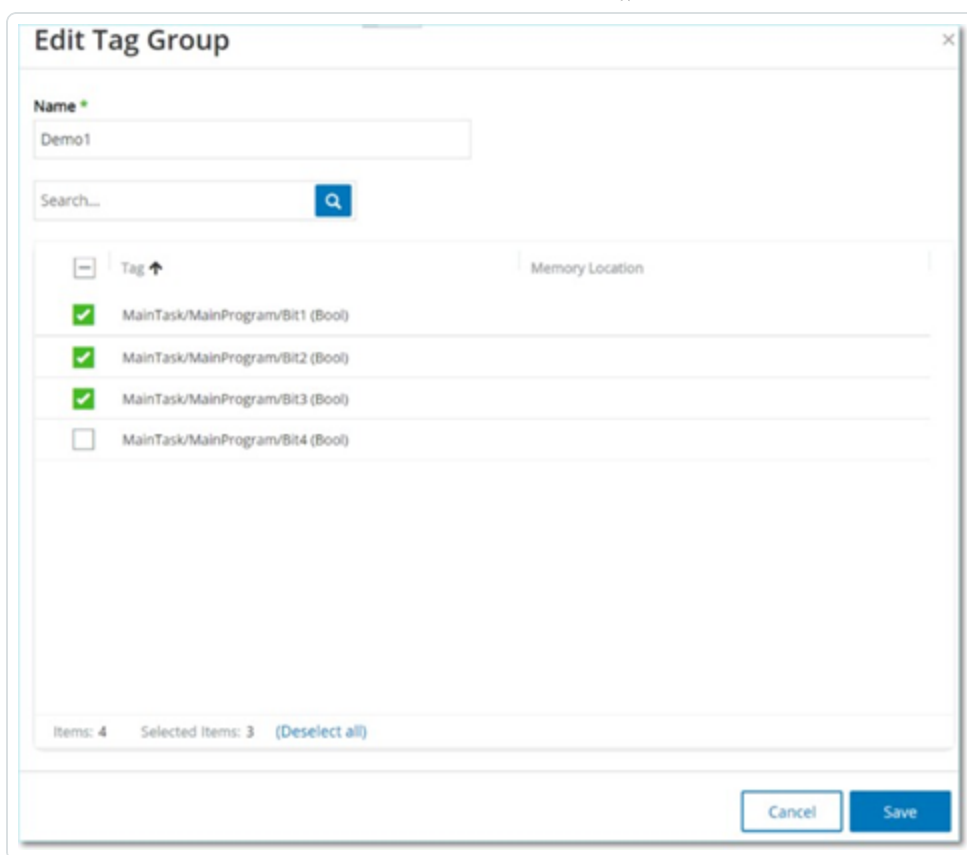 Edit Tag Group
Name *
Demo1
Search...
Tag Memory Location
MainTask/MainProgram/Bit1 (Bool)
MainTask/MainProgram/Bit2 (Bool)
MainTask/MainProgram/Bit3 (Bool)
MainTask/MainProgram/Bit4 (Bool)
Items: 4 Selected Items: 3 (Deselect all)
Cancel Save